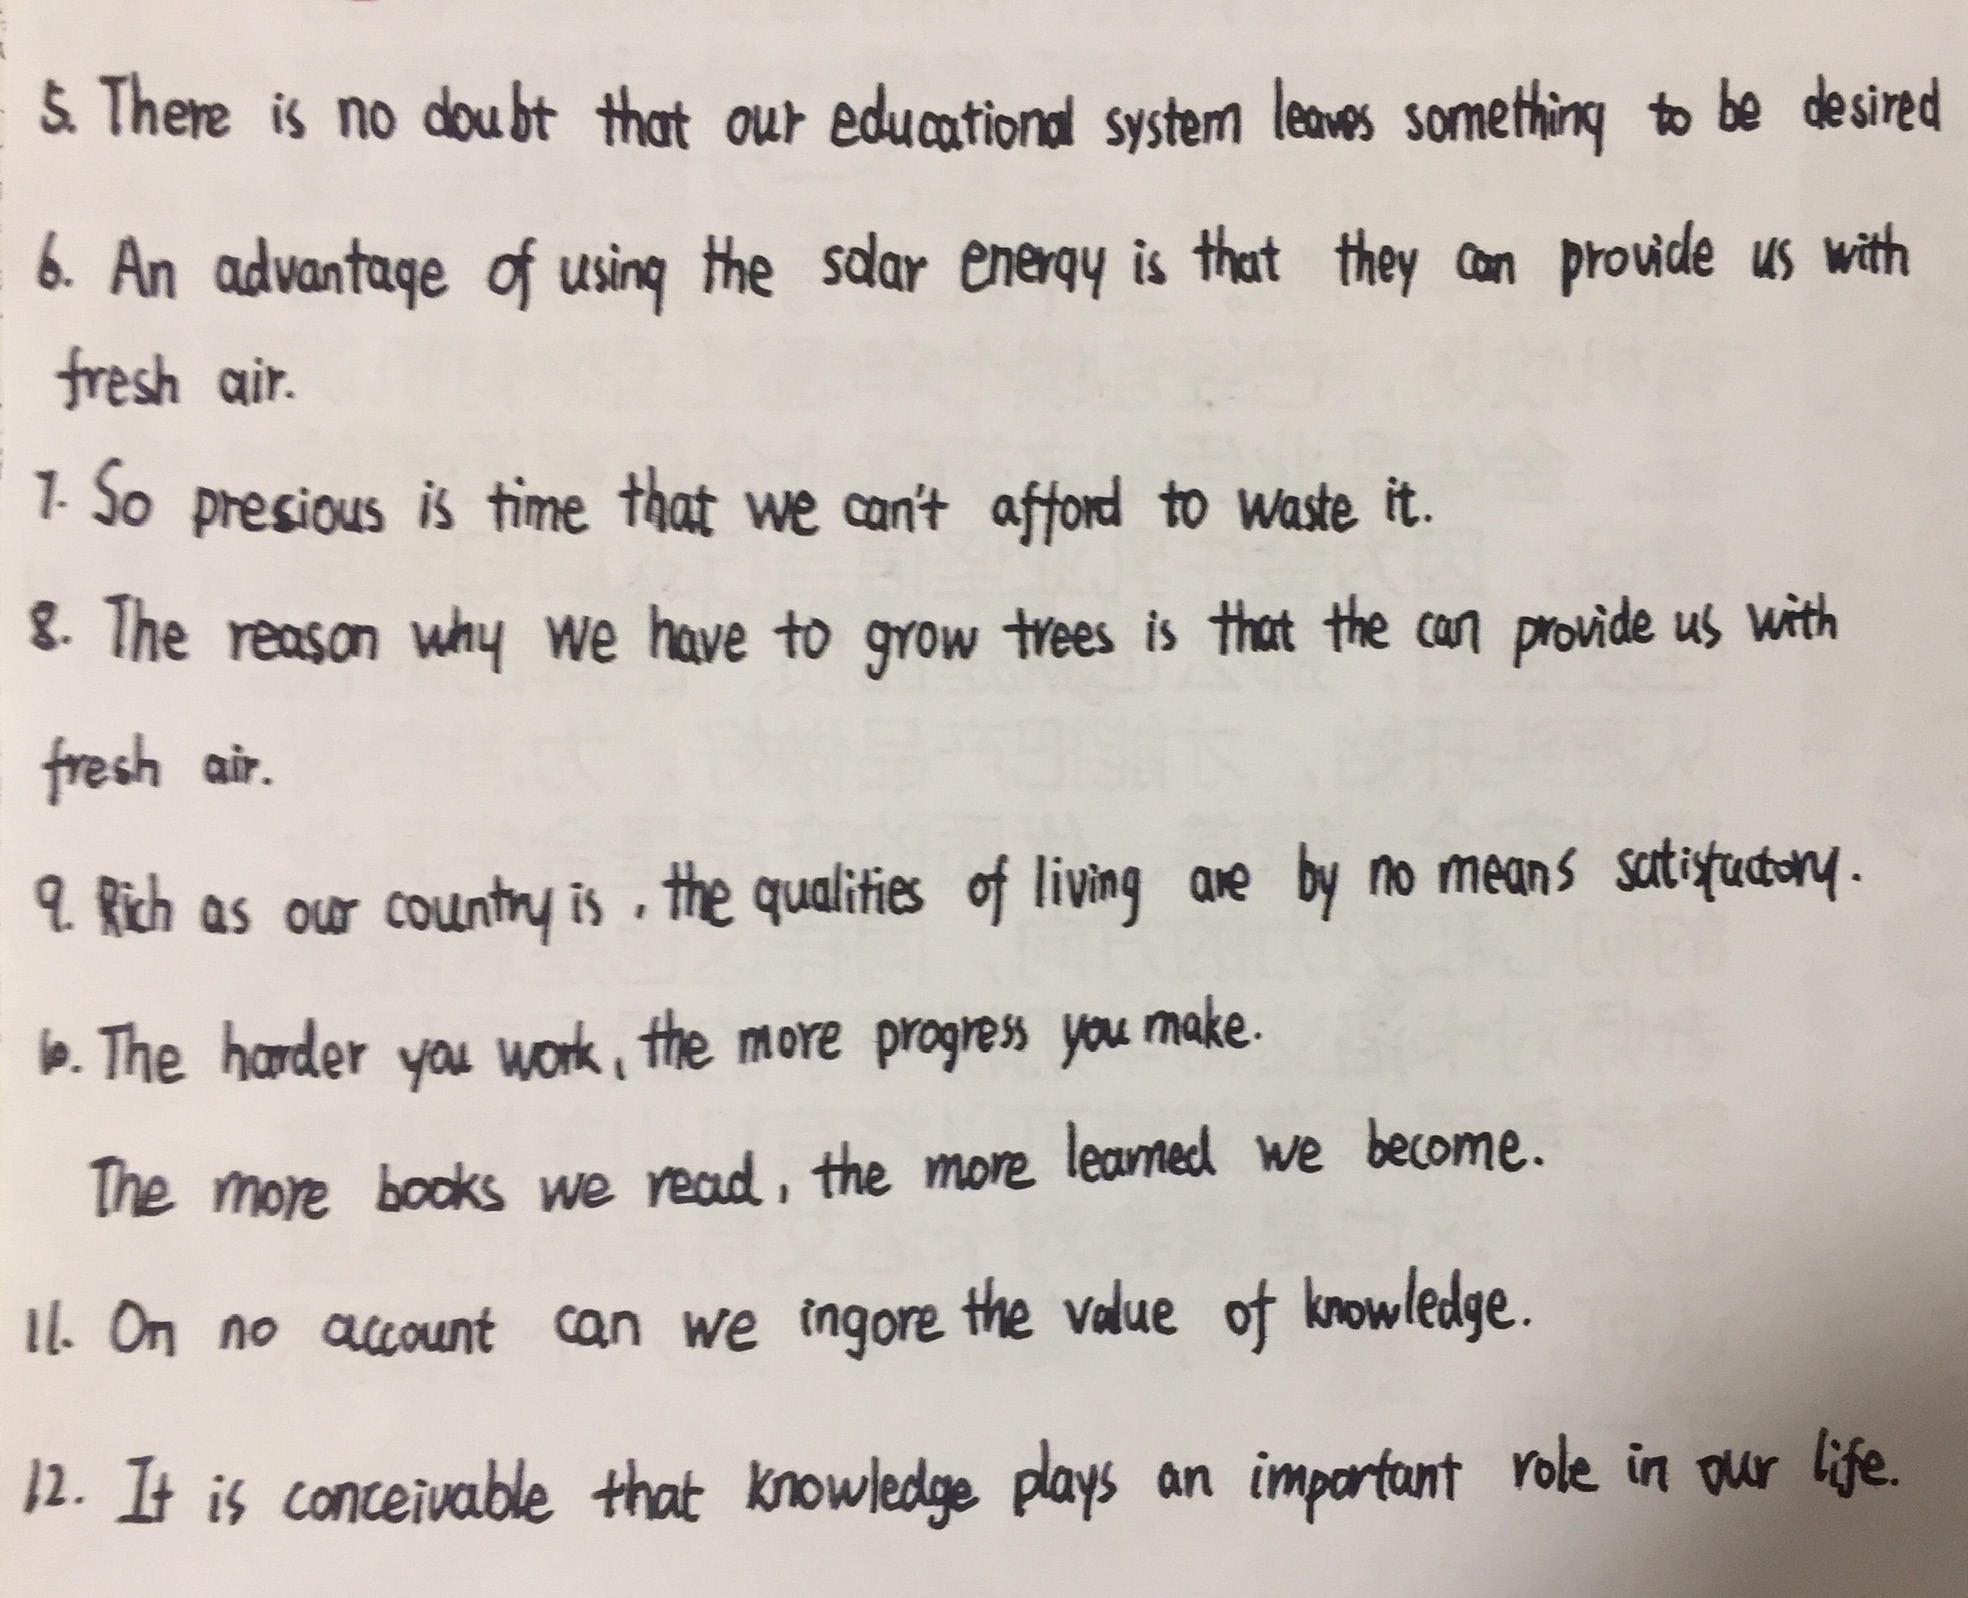 5. There is no doubt that our educational system leaves something to be desired
6. An advantage of using the solar energy is that they can provide us with
fresh air.
7. So presious is time that we can't afford to waste it.
8. The reason why we have to grow trees is that the can provide us with
fresh air.
9. Rich as our country is, the qualities of living are by no means satisfactory.
10. The harder you work, the more progress you make.
The more books we read, the more learned we become.
11. On no account can we ingore the value of knowledge.
12. It is conceivable that knowledge plays an important role in our life.